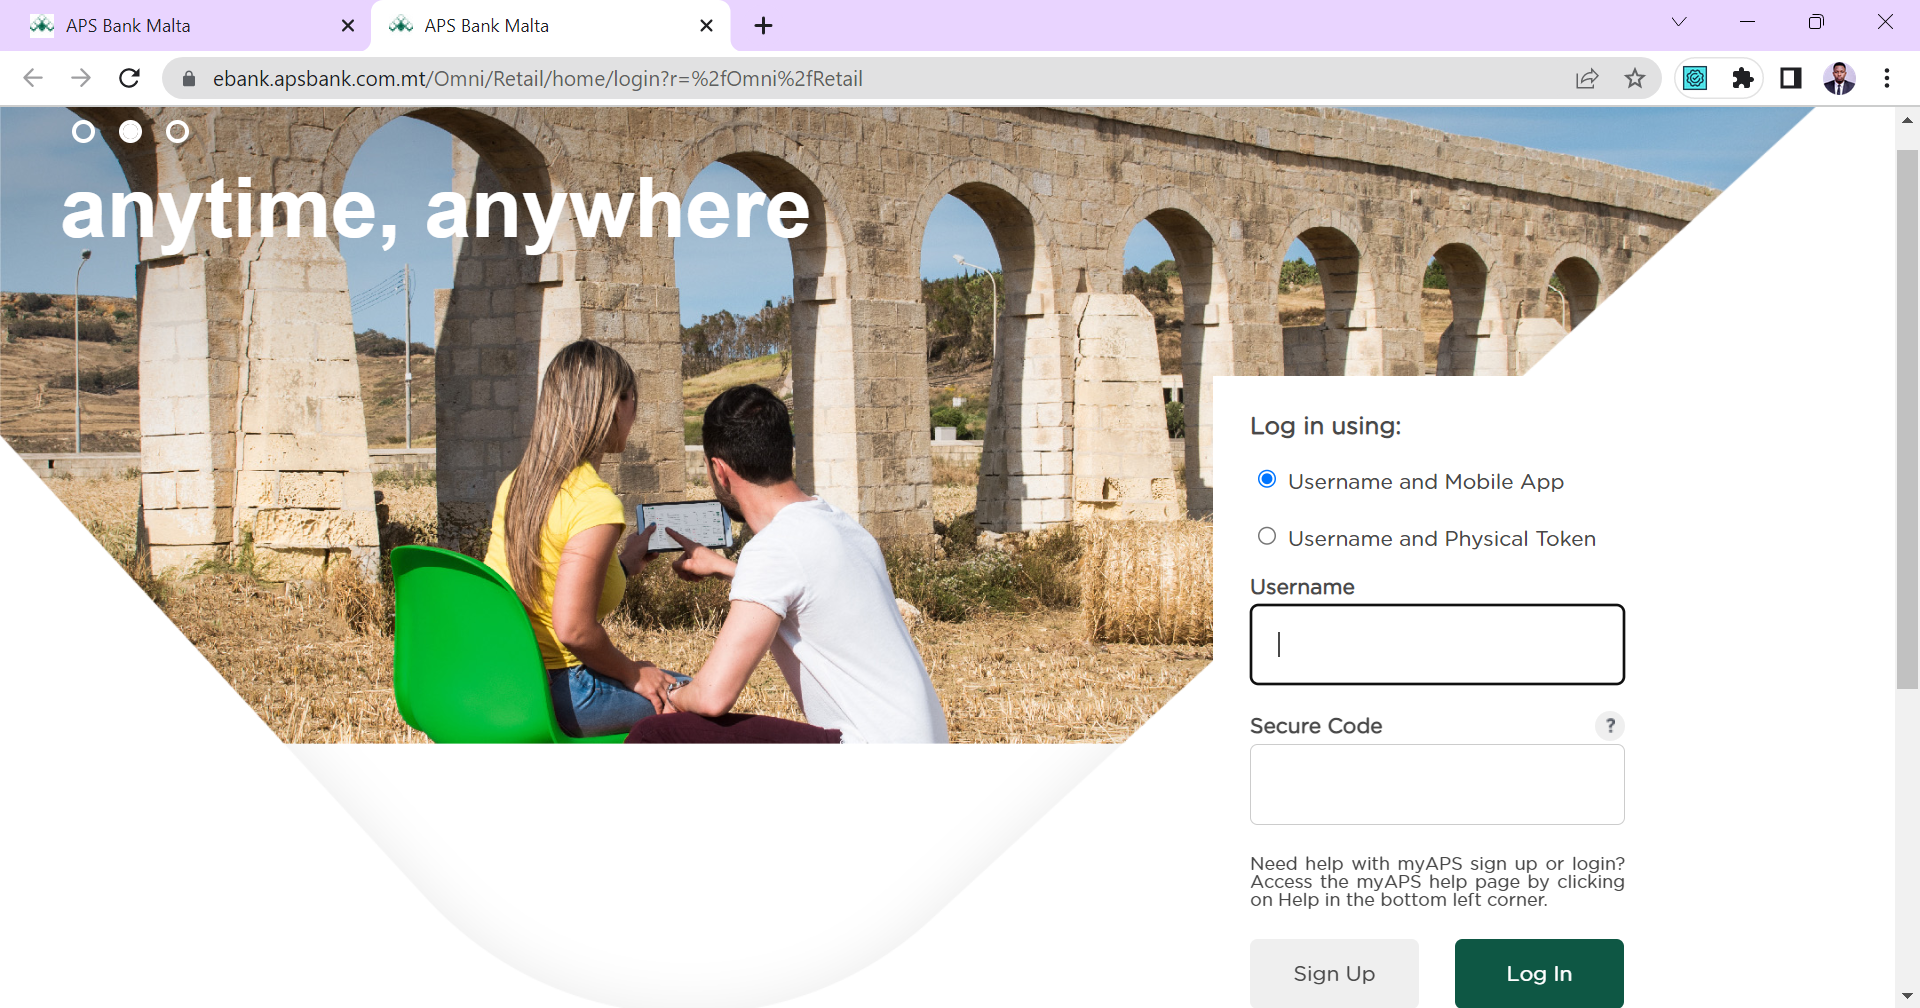 APS Bank Malta
APS Bank Malta
ebank.apsbank.com.mt/Omni/Retail/home/login?r=%2fOmni%2fRetail
anytime, anywhere
Log in using:
Username and Mobile App
Username and Physical Token
Username
Secure Code
?
Need help with myAPS sign up or login?
Access the myAPS help page by clicking
on Help in the bottom left corner.
Sign Up
Log In